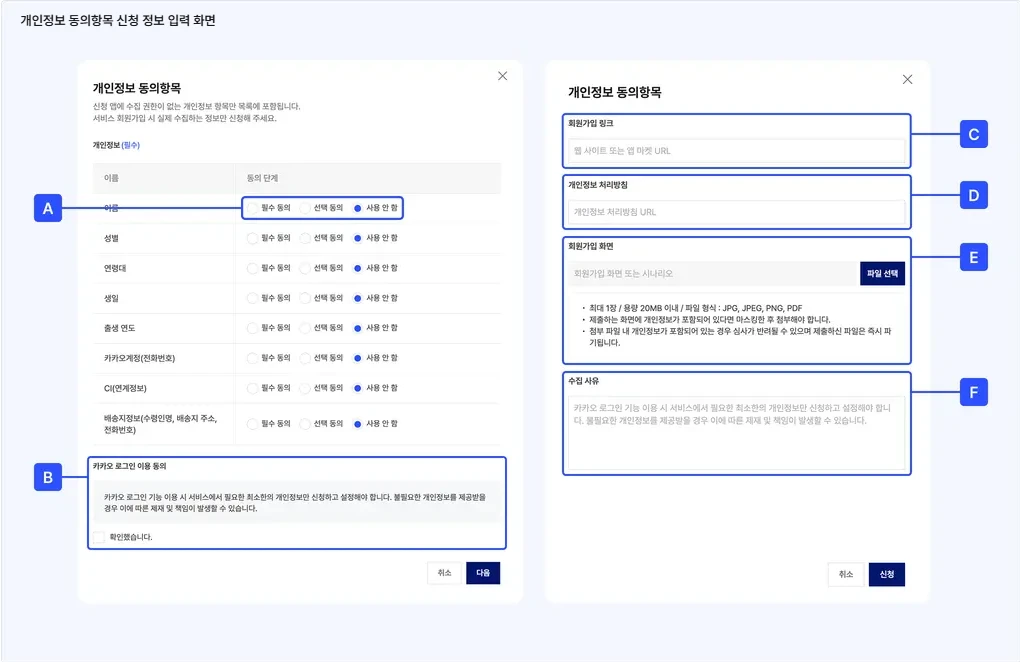 개인정보 동의항목 신청 정보 입력 화면
개인정보 동의항목
신청 앱에 수집 권한이 없는 개인정보 항목만 목록에 포함됩니다.
서비스 회원가입 시 실제 수집하는 정보만 신청해 주세요.
개인정보(필수)
이름 동의 단계
A
이름 필수 동의 선택 동의 사용 안 함
성별 필수 동의 선택 동의 사용 안 함
연령대 필수 동의 선택 동의 사용 안 함
생일 필수 동의 선택 동의 사용 안 함
출생 연도 필수 동의 선택 동의 사용 안 함
카카오계정(전화번호) 필수 동의 선택 동의 사용 안 함
CI(연계정보) 필수 동의 선택 동의 사용 안 함
배송지정보(수령인명, 배송지 주소,
전화번호) 필수 동의 선택 동의 사용 안 함
B
카카오 로그인 이용 동의
카카오 로그인 기능 이용 시 서비스에서 필요한 최소한의 개인정보만 신청하고 설정해야 합니다. 불필요한 개인정보를 제공받을
경우 이에 따른 제재 및 책임이 발생할 수 있습니다.
확인했습니다.
취소 다음
개인정보 동의항목
회원가입 링크
C
웹 사이트 또는 앱 마켓 URL
개인정보 처리방침
D
개인정보 처리방침 URL
회원가입 화면
E
회원가입 화면 또는 시나리오 파일 선택
• 최대 1장 / 용량 20MB 이내 / 파일 형식 : JPG, JPEG, PNG, PDF
• 제출하는 화면에 개인정보가 포함되어 있다면 마스킹한 후 첨부해야 합니다.
• 첨부 파일 내 개인정보가 포함되어 있는 경우 심사가 반려될 수 있으며 제출하신 파일은 즉시 파
기됩니다.
수집 사유
F
카카오 로그인 기능 이용 시 서비스에서 필요한 최소한의 개인정보만 신청하고 설정해야 합니
다. 불필요한 개인정보를 제공받을 경우 이에 따른 제재 및 책임이 발생할 수 있습니다.
취소 신청